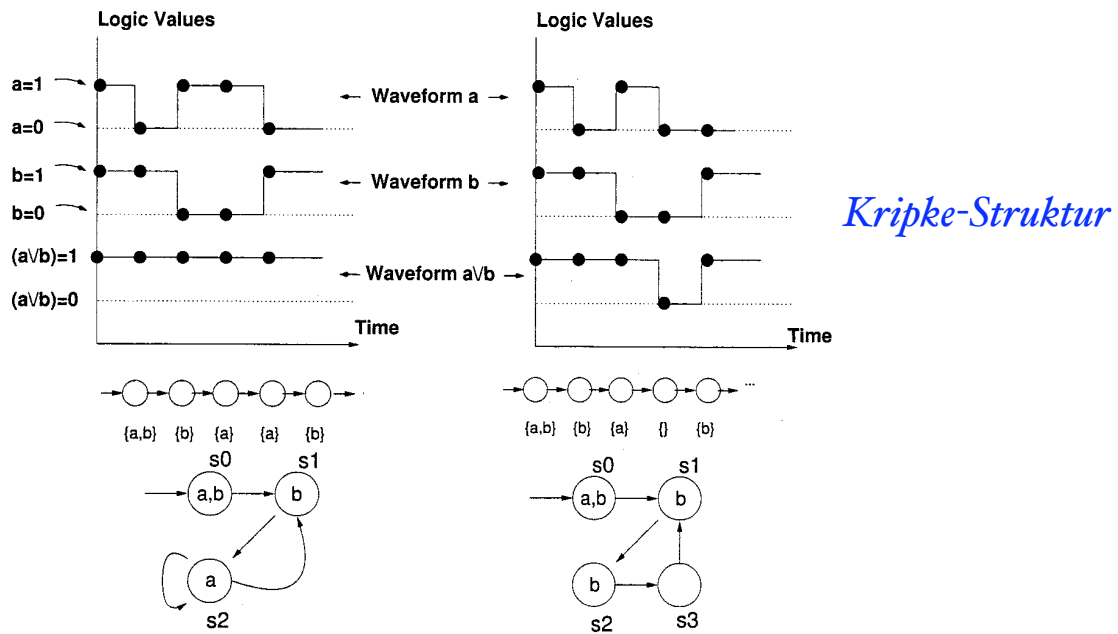 Logic Values
a=1
a=0
b=1
b=0
(a\/b)=1
(a\/b)=0
Time
Waveform a
Waveform b
Waveform a\/b
Logic Values
Time
Kripke-Struktur
{a,b} {b} {a} {a} {b}
s0 s1
a,b b
a
s2
...
{a,b} {b} {a} {} {b}
s0 s1
a,b b
b
s2 s3